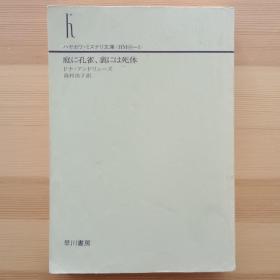 h
ハヤカワ・ミステリ文庫
庭に孔雀、裏には死体
ドナ・アンドリューズ
島村浩子訳
早川書房